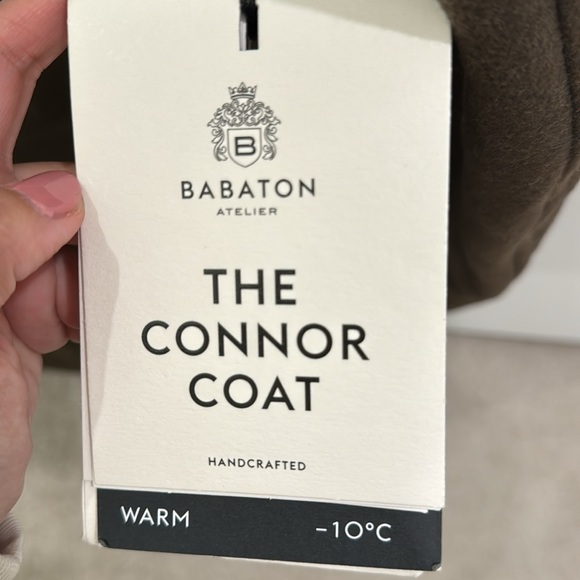 B
BABATON
ATELIER
THE
CONNOR
COAT
HANDCRAFTED
WARM -10°C